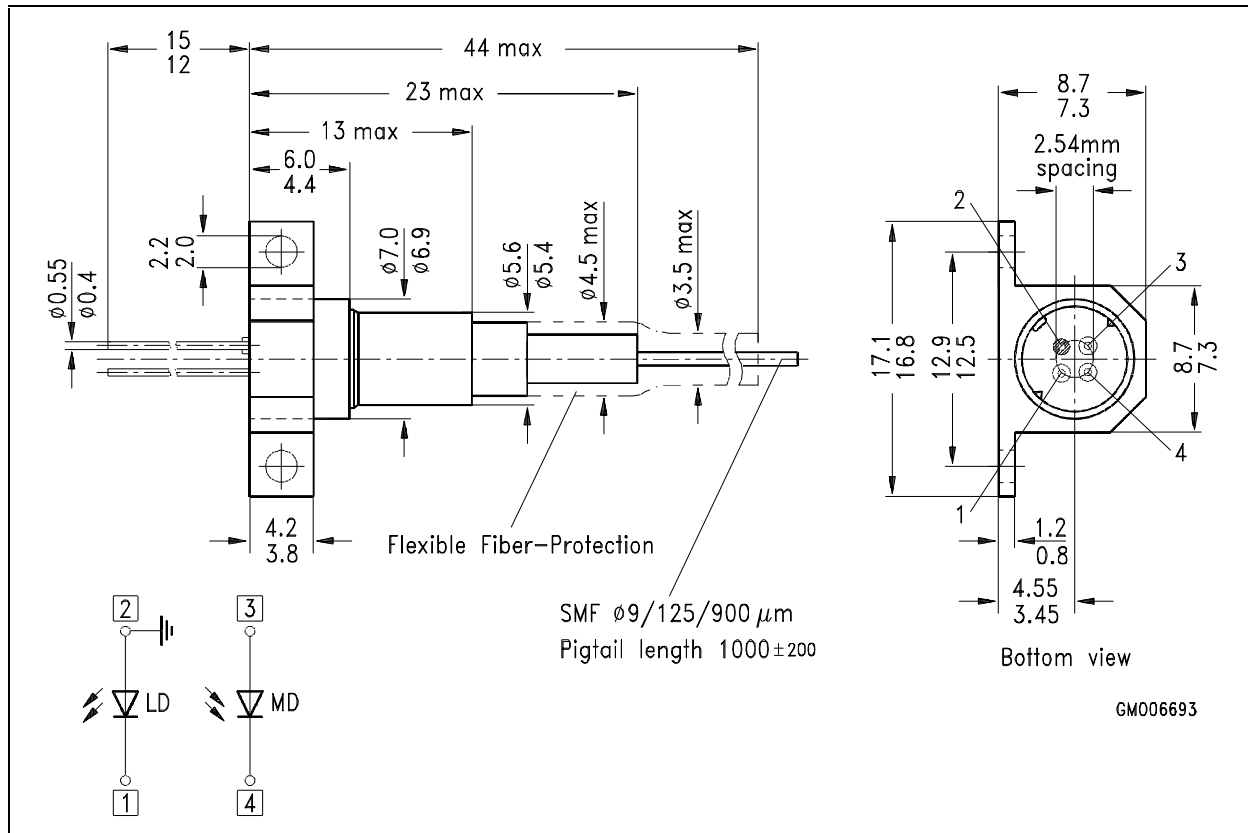 15
12
44 max
23 max
13 max
6.0
4.4
2.2
2.0
ø0.55
ø0.4
ø7.0
ø6.9
ø5.6
ø5.4
ø4.5 max
ø3.5 max
4.2
3.8
Flexible Fiber-Protection
SMF ø9/125/900 μm
Pigtail length 1000±200
8.7
7.3
2.54mm
spacing
2
3
17.1
16.8
12.9
12.5
8.7
7.3
4
1
1.2
0.8
4.55
3.45
Bottom view
GM006693
2
3
LD
MD
1
4